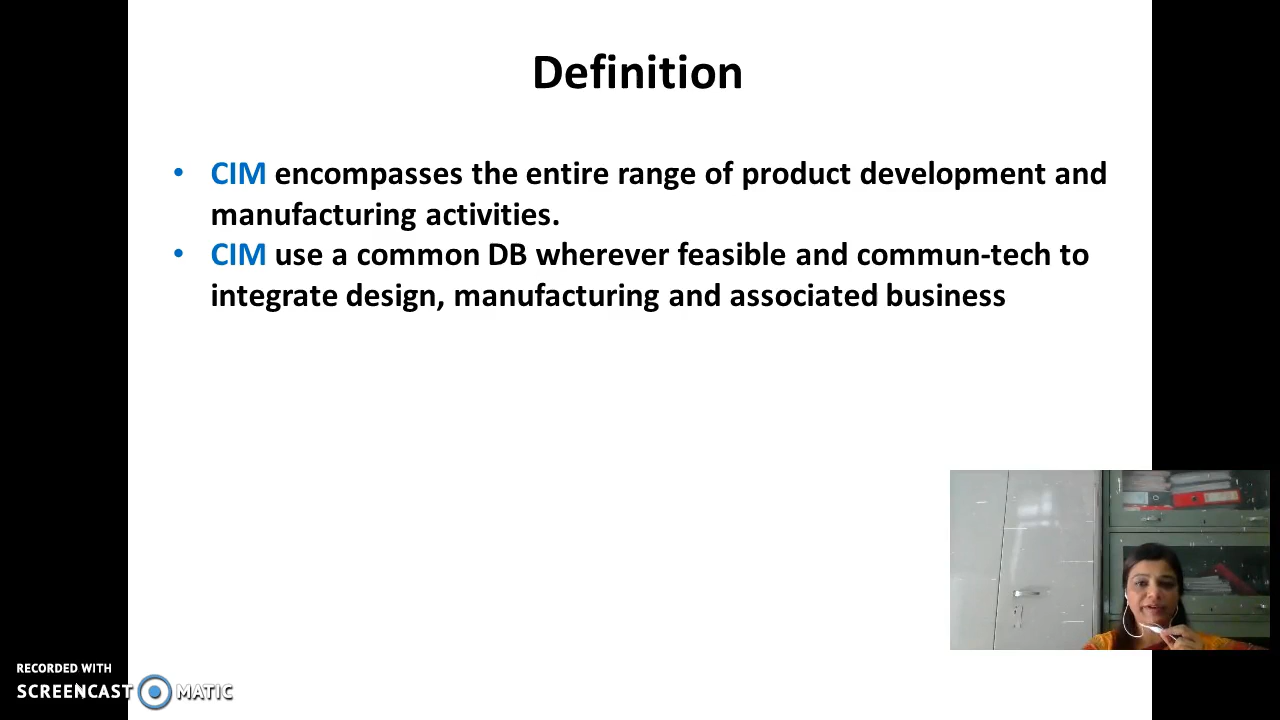 Definition
• CIM encompasses the entire range of product development and
manufacturing activities.
• CIM use a common DB wherever feasible and commun-tech to
integrate design, manufacturing and associated business
RECORDED WITH
SCREENCAST MATIC